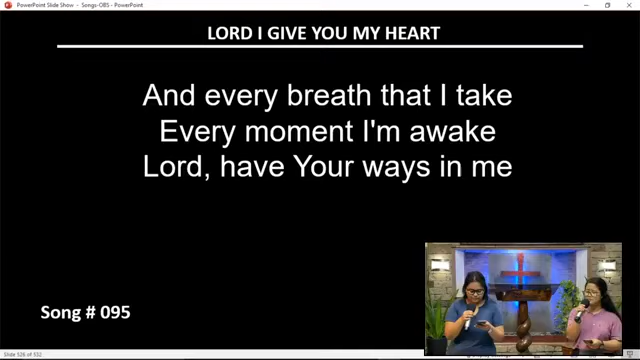 PowerPoint Slide Show - Songs-OBS - PowerPoint
LORD I GIVE YOU MY HEART
And every breath that I take
Every moment I'm awake
Lord, have Your ways in me
Song # 095
Slide 526 of 532